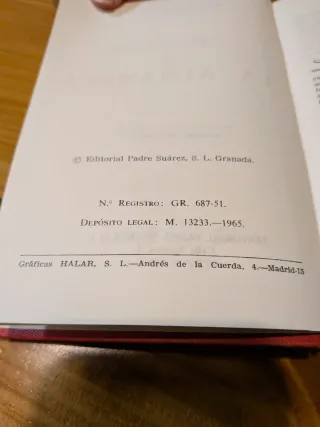 © Editorial Padre Suárez, S. L. Granada.
N.º Registro: GR. 687-51.
Depósito legal: M. 13233.—1965.
Gráficas HALAR, S. L.—Andrés de la Cuerda, 4.—Madrid-15